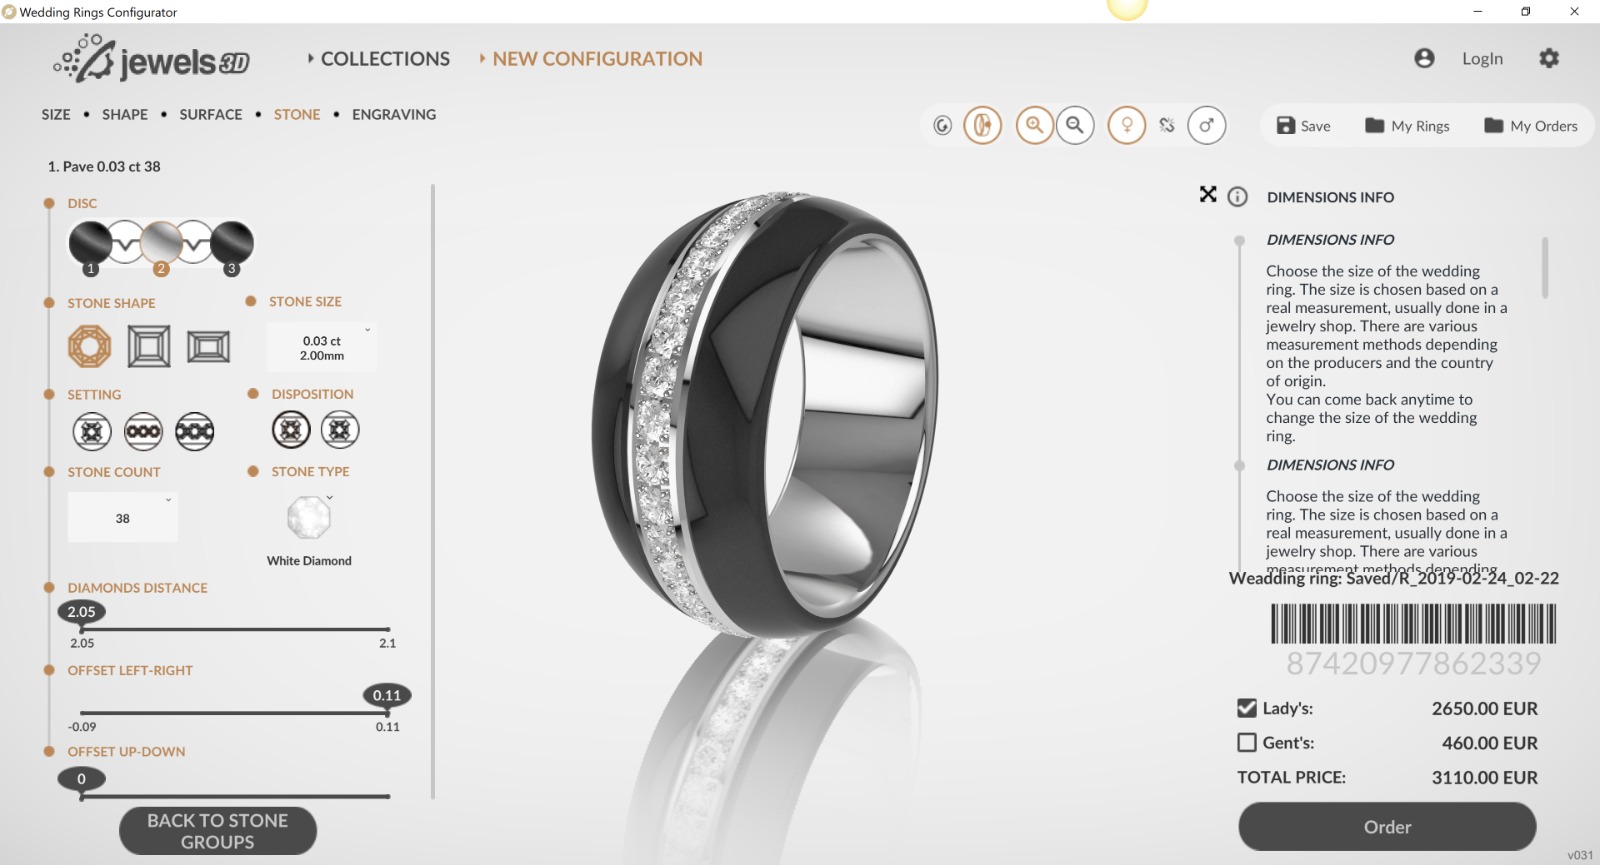 Wedding Rings Configurator
jewels3D
COLLECTIONS
NEW CONFIGURATION
LogIn
SIZE • SHAPE • SURFACE • STONE • ENGRAVING
Save
My Rings
My Orders
1. Pave 0.03 ct 38
DISC
1
2
3
STONE SHAPE
STONE SIZE
0.03 ct
2.00mm
SETTING
DISPOSITION
STONE COUNT
STONE TYPE
38
White Diamond
DIAMONDS DISTANCE
2.05
2.05
2.1
OFFSET LEFT-RIGHT
0.11
-0.09
0.11
OFFSET UP-DOWN
0
BACK TO STONE
GROUPS
DIMENSIONS INFO
DIMENSIONS INFO
Choose the size of the wedding
ring. The size is chosen based on a
real measurement, usually done in a
jewelry shop. There are various
measurement methods depending
on the producers and the country
of origin.
You can come back anytime to
change the size of the wedding
ring.
DIMENSIONS INFO
Choose the size of the wedding
ring. The size is chosen based on a
real measurement, usually done in a
jewelry shop. There are various
measurement methods depending
Weadding ring: Saved/R_2019-02-24_02-22
87420977862339
Lady's: 2650.00 EUR
Gent's: 460.00 EUR
TOTAL PRICE: 3110.00 EUR
Order
v031